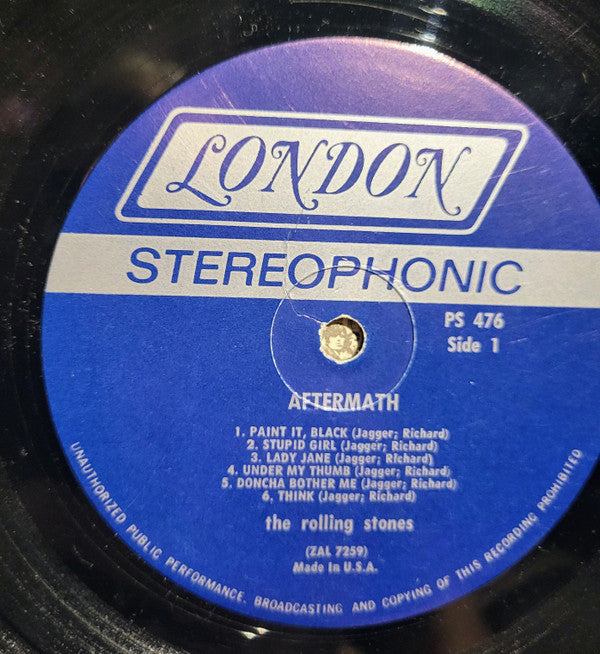 LONDON
STEREOPHONIC
PS 476
Side 1
AFTERMATH
1. PAINT IT, BLACK (Jagger; Richard)
2. STUPID GIRL (Jagger; Richard)
3. LADY JANE (Jagger; Richard)
4. UNDER MY THUMB (Jagger; Richard)
5. DONCHA BOTHER ME (Jagger; Richard)
6. THINK (Jagger; Richard)
the rolling stones
(ZAL 7259)
Made In U.S.A.
UNAUTHORIZED PUBLIC PERFORMANCE, BROADCASTING AND COPYING OF THIS RECORDING PROHIBITED